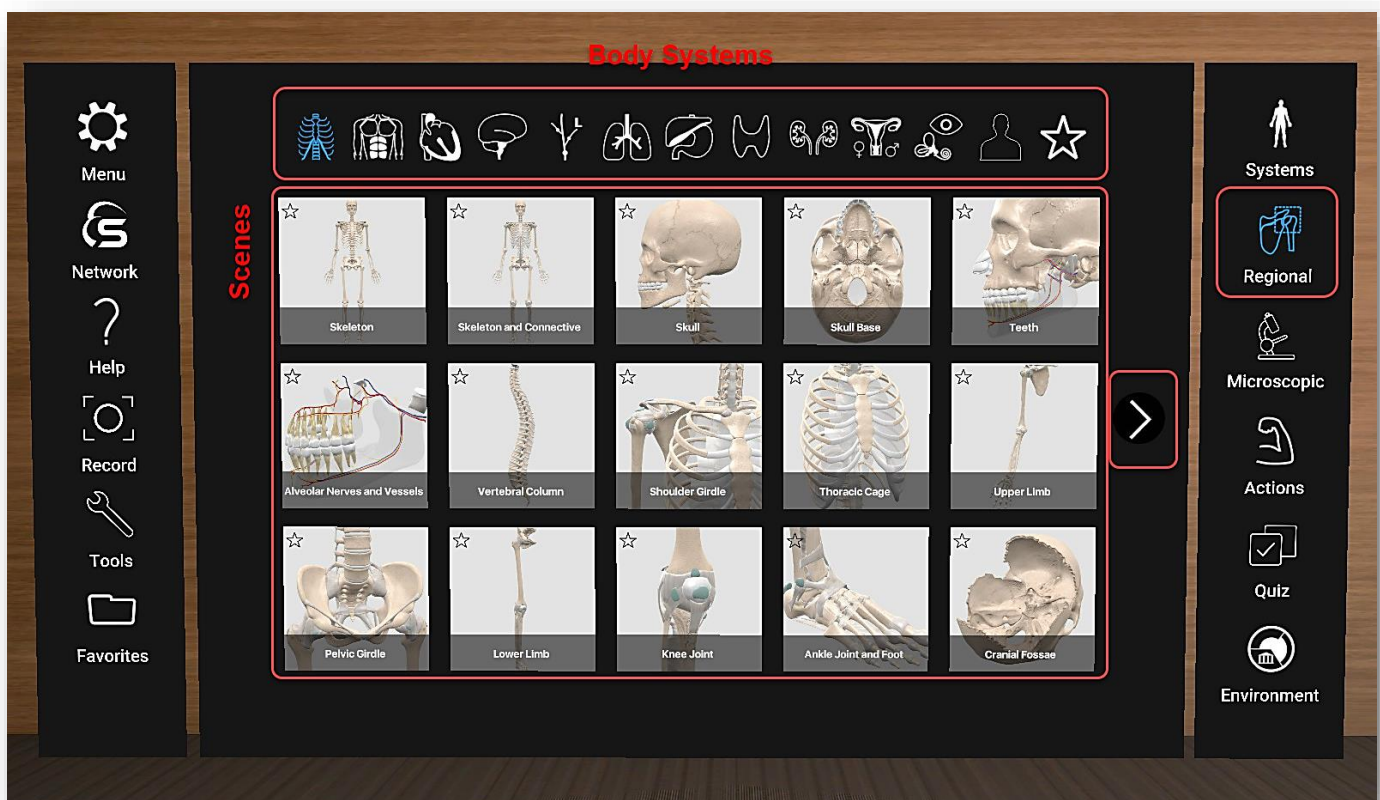 Body Systems
Menu
Network
Help
Record
Tools
Favorites
Scenes
Skeleton
Skeleton and Connective
Skull
Skull Base
Teeth
Alveolar Nerves and Vessels
Vertebral Column
Shoulder Girdle
Thoracic Cage
Upper Limb
Pelvic Girdle
Lower Limb
Knee Joint
Ankle Joint and Foot
Cranial Fossae
Systems
Regional
Microscopic
Actions
Quiz
Environment